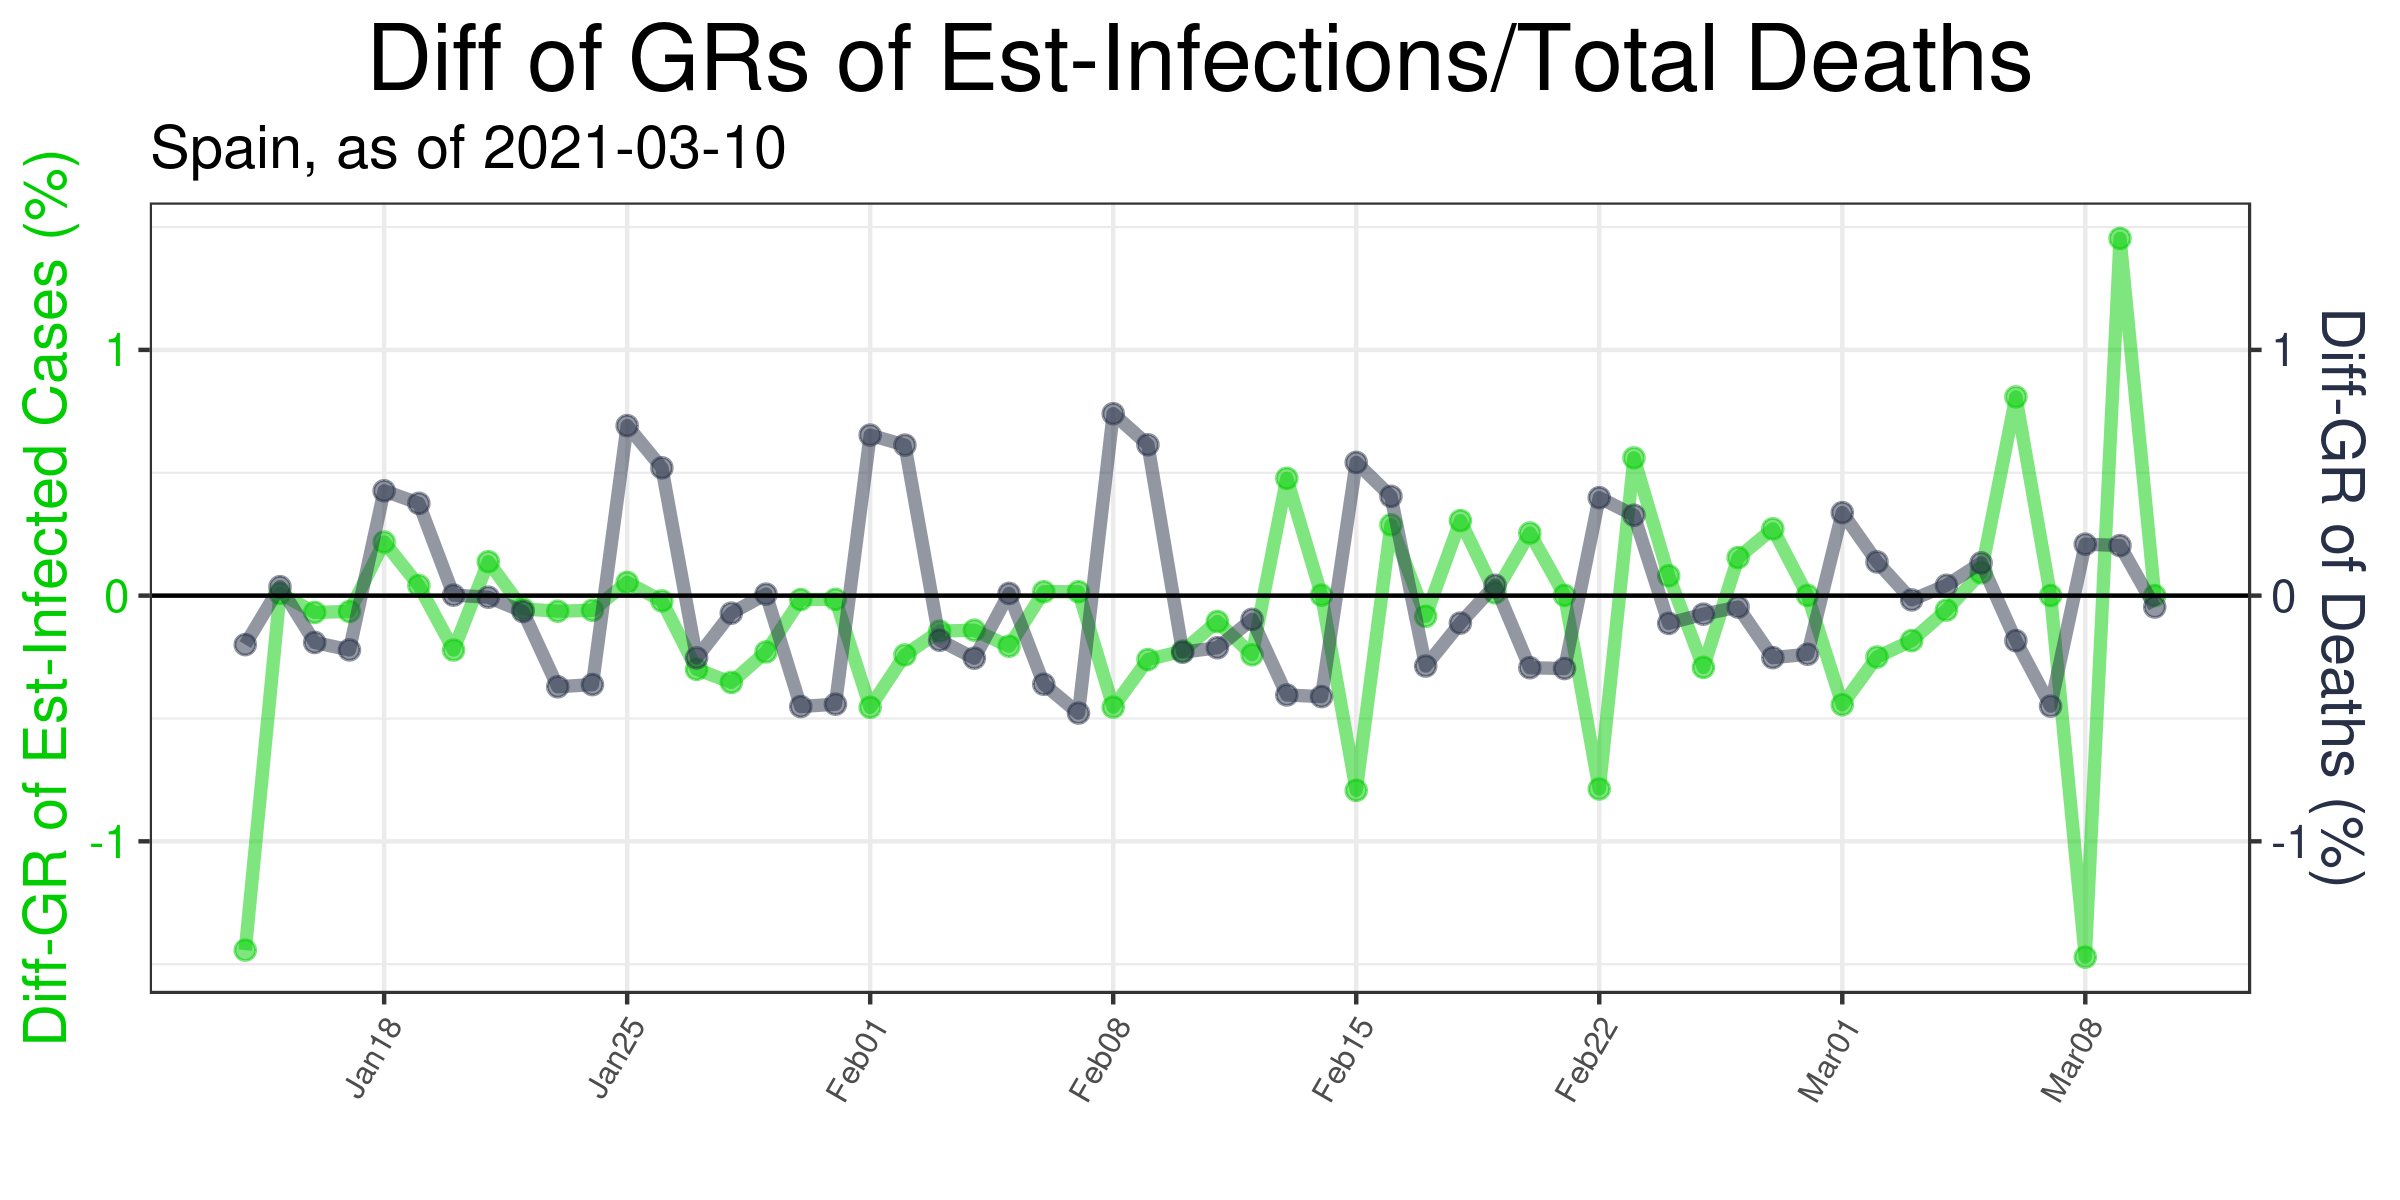 Diff of GRs of Est-Infections/Total Deaths
Spain, as of 2021-03-10
Diff-GR of Est-Infected Cases (%)
1
0
-1
1
0
-1
Diff-GR of Deaths (%)
Jan18
Jan25
Feb01
Feb08
Feb15
Feb22
Mar01
Mar08